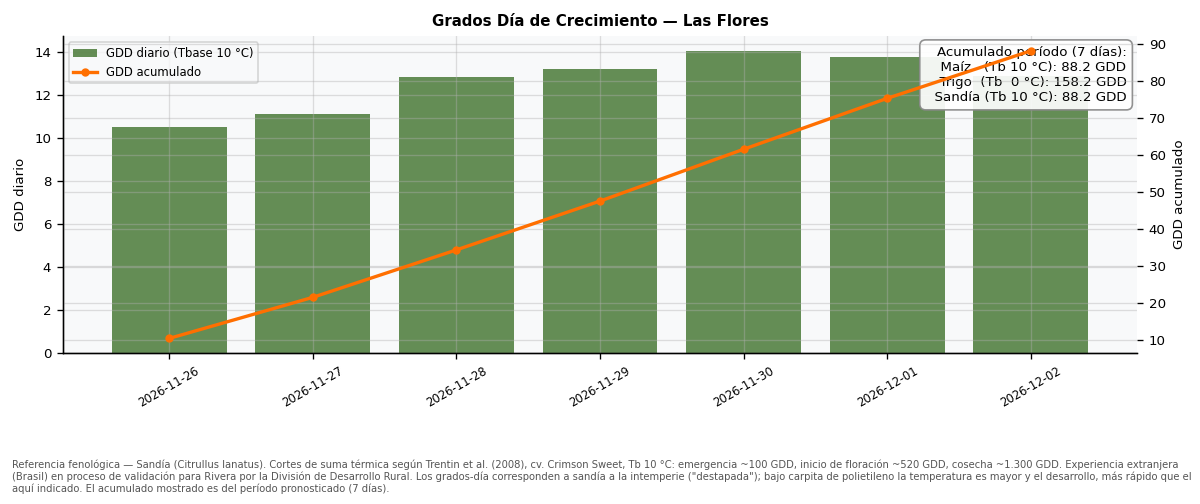 Grados Día de Crecimiento — Las Flores
GDD diario (Tbase 10 °C)
GDD acumulado
Acumulado período (7 días):
Maíz (Tb 10 °C): 88.2 GDD
Trigo (Tb 0 °C): 158.2 GDD
Sandía (Tb 10 °C): 88.2 GDD
GDD diario
14
12
10
8
6
4
2
0
90
80
70
60
50
40
30
20
10
GDD acumulado
2026-11-26
2026-11-27
2026-11-28
2026-11-29
2026-11-30
2026-12-01
2026-12-02
Referencia fenológica — Sandía (Citrullus lanatus). Cortes de suma térmica según Trentin et al. (2008), cv. Crimson Sweet, Tb 10 °C: emergencia ~100 GDD, inicio de floración ~520 GDD, cosecha ~1.300 GDD. Experiencia extranjera
(Brasil) en proceso de validación para Rivera por la División de Desarrollo Rural. Los grados-día corresponden a sandía a la intemperie ("destapada"); bajo carpita de polietileno la temperatura es mayor y el desarrollo, más rápido que el
aquí indicado. El acumulado mostrado es del período pronosticado (7 días).